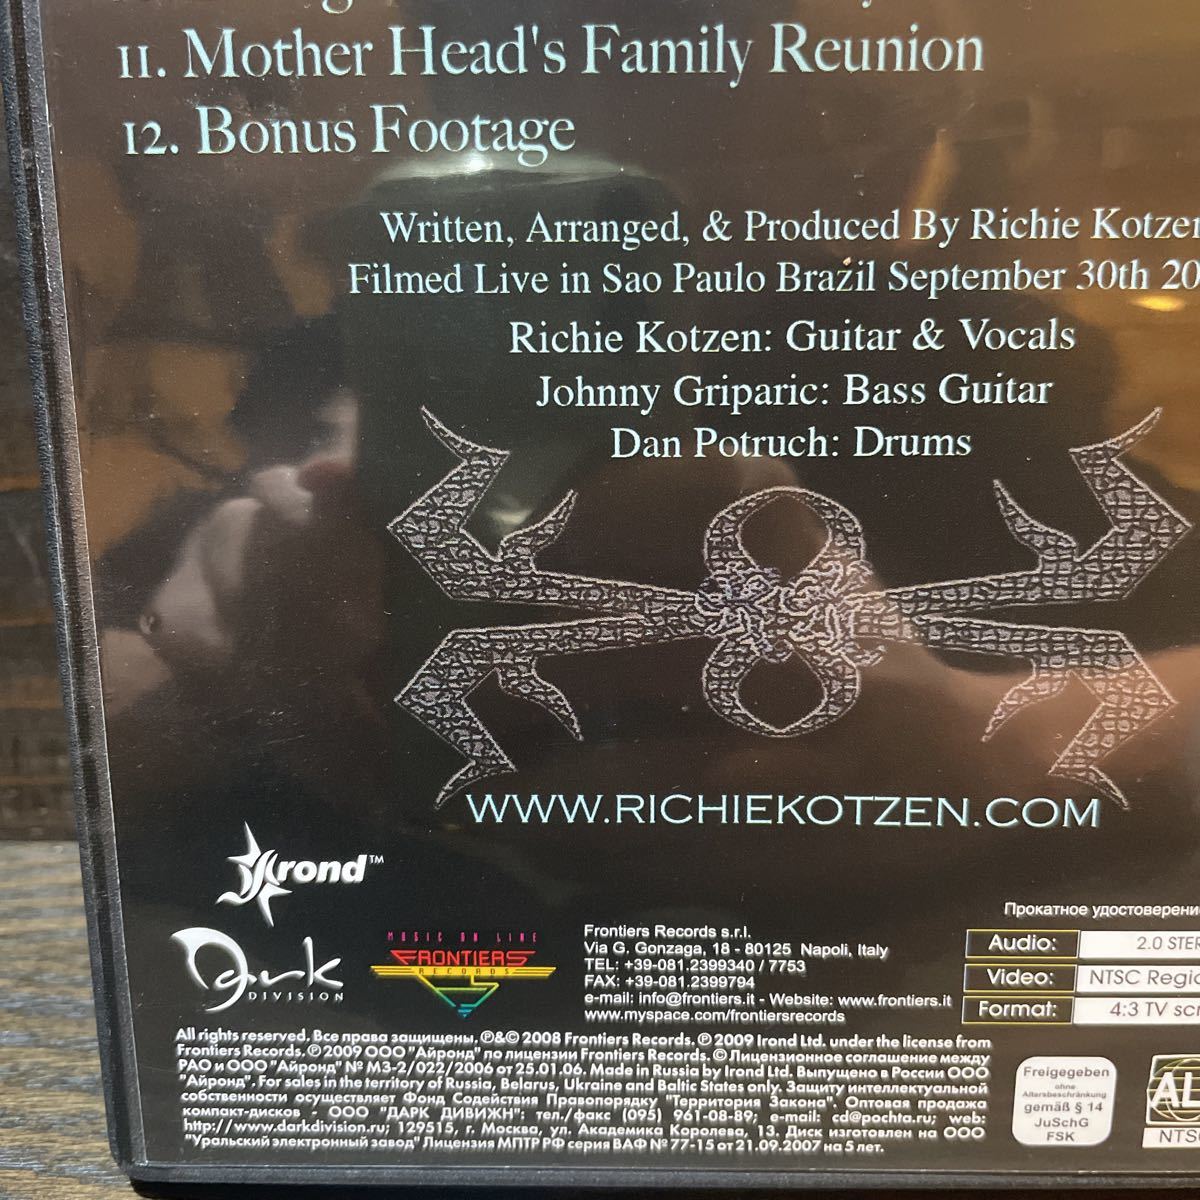 11. Mother Head's Family Reunion
12. Bonus Footage
Written, Arranged, & Produced By Richie Kotzen
Filmed Live in Sao Paulo Brazil September 30th 20
Richie Kotzen: Guitar & Vocals
Johnny Griparic: Bass Guitar
Dan Potruch: Drums
WWW.RICHIEKOTZEN.COM
Irond™
Dark
DIVISION
MUSIC ON LINE
FRONTIERS
RECORDS
Frontiers Records s.r.l.
Via G. Gonzaga, 18 - 80125 Napoli, Italy
TEL: +39-081.2399340 / 7753
FAX: +39-081.2399794
e-mail: info@frontiers.it - Website: www.frontiers.it
www.myspace.com/frontiersrecords
Прокатное удостоверение
Audio: 2.0 STER
Video: NTSC Regio
Format: 4:3 TV scr
All rights reserved. Все права защищены. ℗&© 2008 Frontiers Records. ℗ 2009 Irond Ltd. under the license from
Frontiers Records. ℗ 2009 ООО "Айронд" по лицензии Frontiers Records. © Лицензионное соглашение между
РАО и ООО "Айронд" № МЗ-2/022/2006 от 25.01.06. Made in Russia by Irond Ltd. Выпущено в России ООО
"Айронд". For sales in the territory of Russia, Belarus, Ukraine and Baltic States only. Защиту интеллектуальной
собственности осуществляет Фонд Содействия Правопорядку "Территория Закона". Оптовая продажа
компакт-дисков - ООО "ДАРК ДИВИЖН": тел./факс (095) 961-08-89; e-mail: cd@pochta.ru; web:
http://www.darkdivision.ru; 129515, г. Москва, ул. Академика Королева, 13. Диск изготовлен на ООО
"Уральский электронный завод" Лицензия МПТР РФ серия ВАФ № 77-15 от 21.09.2007 на 5 лет.
Freigegeben
ohne
Altersbeschränkung
gemäß § 14
JuSchG
FSK
AL
NTS